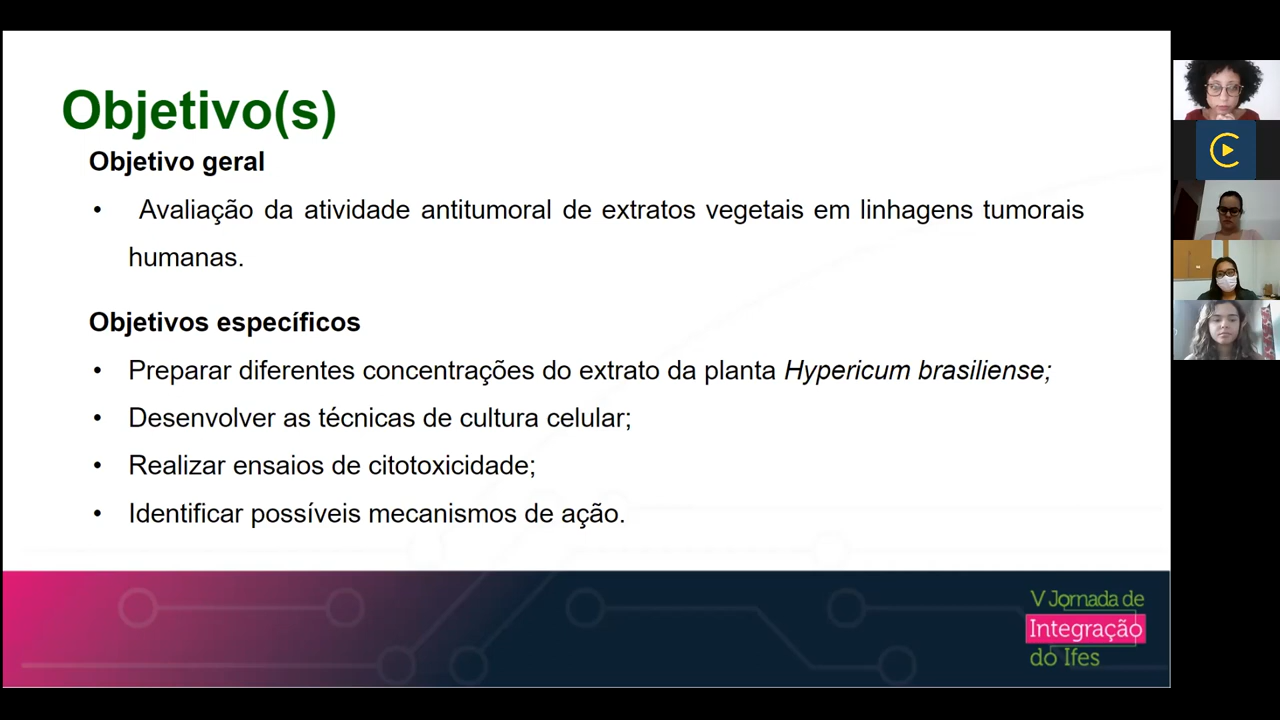 Objetivo(s)
Objetivo geral
• Avaliação da atividade antitumoral de extratos vegetais em linhagens tumorais
humanas.
Objetivos específicos
• Preparar diferentes concentrações do extrato da planta Hypericum brasiliense;
• Desenvolver as técnicas de cultura celular;
• Realizar ensaios de citotoxicidade;
• Identificar possíveis mecanismos de ação.
V Jornada de
Integração
do Ifes